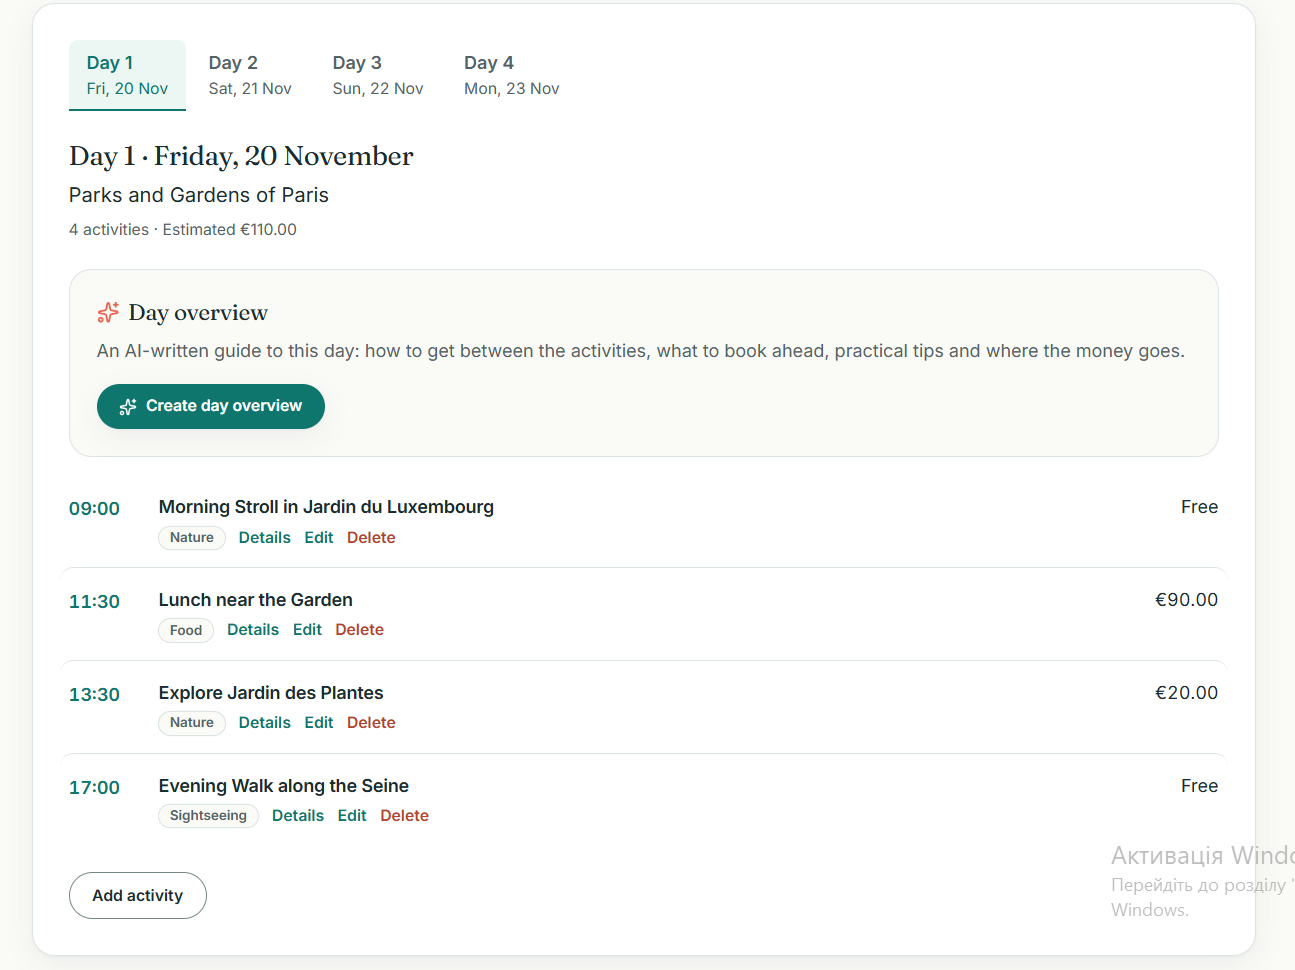 Day 1
Fri, 20 Nov
Day 2
Sat, 21 Nov
Day 3
Sun, 22 Nov
Day 4
Mon, 23 Nov
Day 1 · Friday, 20 November
Parks and Gardens of Paris
4 activities · Estimated €110.00
Day overview
An AI-written guide to this day: how to get between the activities, what to book ahead, practical tips and where the money goes.
Create day overview
09:00 Morning Stroll in Jardin du Luxembourg Free
Nature Details Edit Delete
11:30 Lunch near the Garden €90.00
Food Details Edit Delete
13:30 Explore Jardin des Plantes €20.00
Nature Details Edit Delete
17:00 Evening Walk along the Seine Free
Sightseeing Details Edit Delete
Add activity
Активація Windo
Перейдіть до розділу "
Windows.